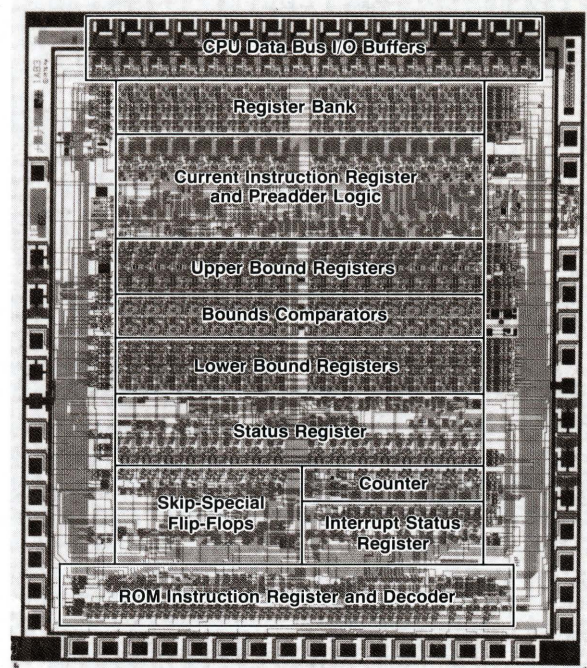 CPU Data Bus I/O Buffers
Register Bank
Current Instruction Register
and Preadder Logic
Upper Bound Registers
Bounds Comparators
Lower Bound Registers
Status Register
Skip-Special
Flip-Flops
Counter
Interrupt Status
Register
ROM Instruction Register and Decoder